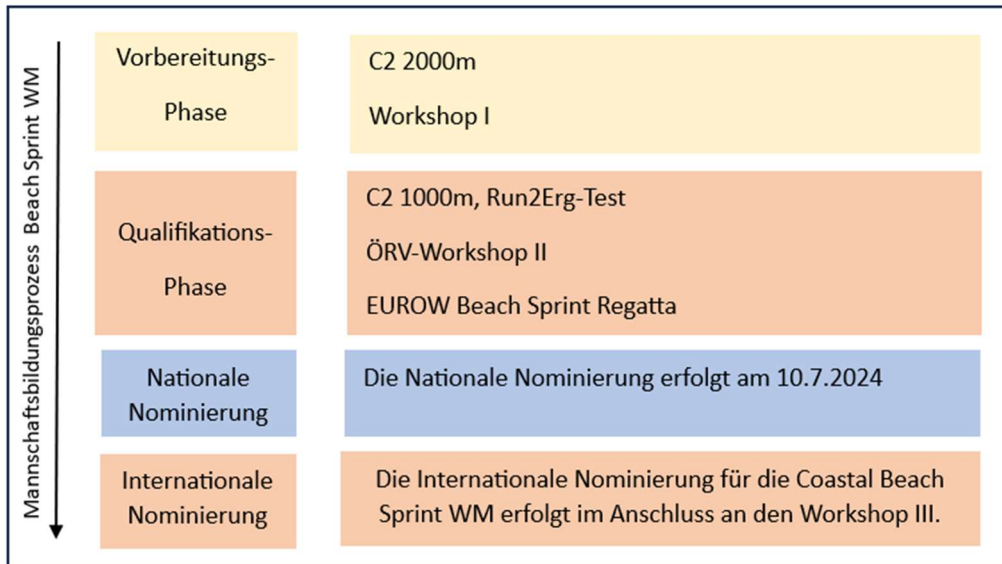 Mannschaftsbildungsprozess Beach Sprint WM
Vorbereitungs-
Phase
C2 2000m
Workshop I
Qualifikations-
Phase
C2 1000m, Run2Erg-Test
ÖRV-Workshop II
EUROW Beach Sprint Regatta
Nationale
Nominierung
Die Nationale Nominierung erfolgt am 10.7.2024
Internationale
Nominierung
Die Internationale Nominierung für die Coastal Beach
Sprint WM erfolgt im Anschluss an den Workshop III.